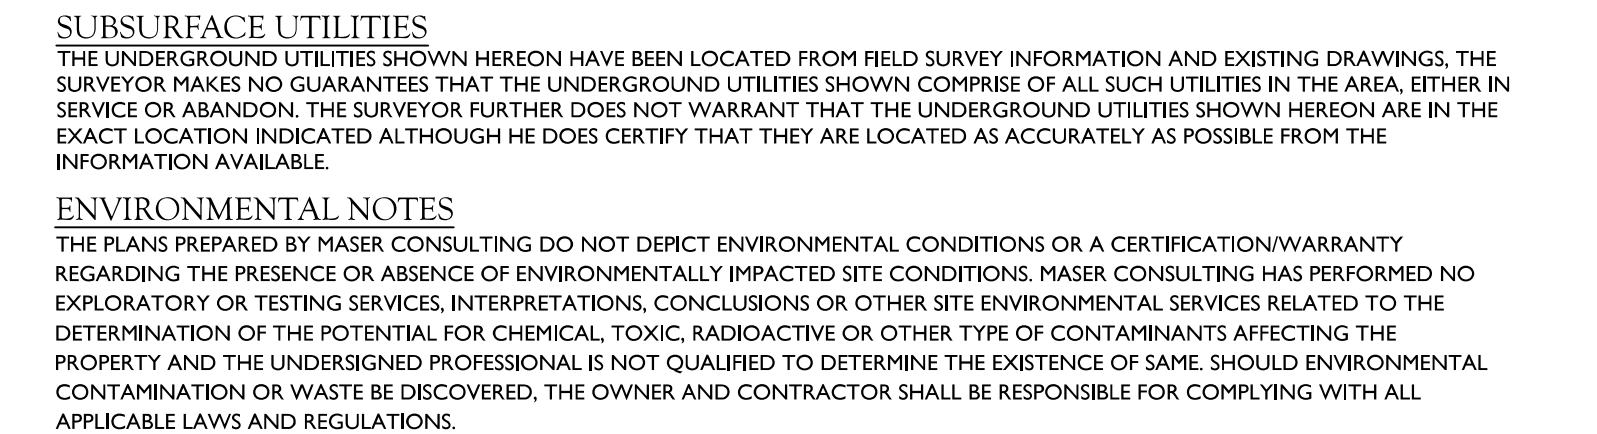 SUBSURFACE UTILITIES
THE UNDERGROUND UTILITIES SHOWN HEREON HAVE BEEN LOCATED FROM FIELD SURVEY INFORMATION AND EXISTING DRAWINGS, THE
SURVEYOR MAKES NO GUARANTEES THAT THE UNDERGROUND UTILITIES SHOWN COMPRISE OF ALL SUCH UTILITIES IN THE AREA, EITHER IN
SERVICE OR ABANDON. THE SURVEYOR FURTHER DOES NOT WARRANT THAT THE UNDERGROUND UTILITIES SHOWN HEREON ARE IN THE
EXACT LOCATION INDICATED ALTHOUGH HE DOES CERTIFY THAT THEY ARE LOCATED AS ACCURATELY AS POSSIBLE FROM THE
INFORMATION AVAILABLE.
ENVIRONMENTAL NOTES
THE PLANS PREPARED BY MASER CONSULTING DO NOT DEPICT ENVIRONMENTAL CONDITIONS OR A CERTIFICATION/WARRANTY
REGARDING THE PRESENCE OR ABSENCE OF ENVIRONMENTALLY IMPACTED SITE CONDITIONS. MASER CONSULTING HAS PERFORMED NO
EXPLORATORY OR TESTING SERVICES, INTERPRETATIONS, CONCLUSIONS OR OTHER SITE ENVIRONMENTAL SERVICES RELATED TO THE
DETERMINATION OF THE POTENTIAL FOR CHEMICAL, TOXIC, RADIOACTIVE OR OTHER TYPE OF CONTAMINANTS AFFECTING THE
PROPERTY AND THE UNDERSIGNED PROFESSIONAL IS NOT QUALIFIED TO DETERMINE THE EXISTENCE OF SAME. SHOULD ENVIRONMENTAL
CONTAMINATION OR WASTE BE DISCOVERED, THE OWNER AND CONTRACTOR SHALL BE RESPONSIBLE FOR COMPLYING WITH ALL
APPLICABLE LAWS AND REGULATIONS.